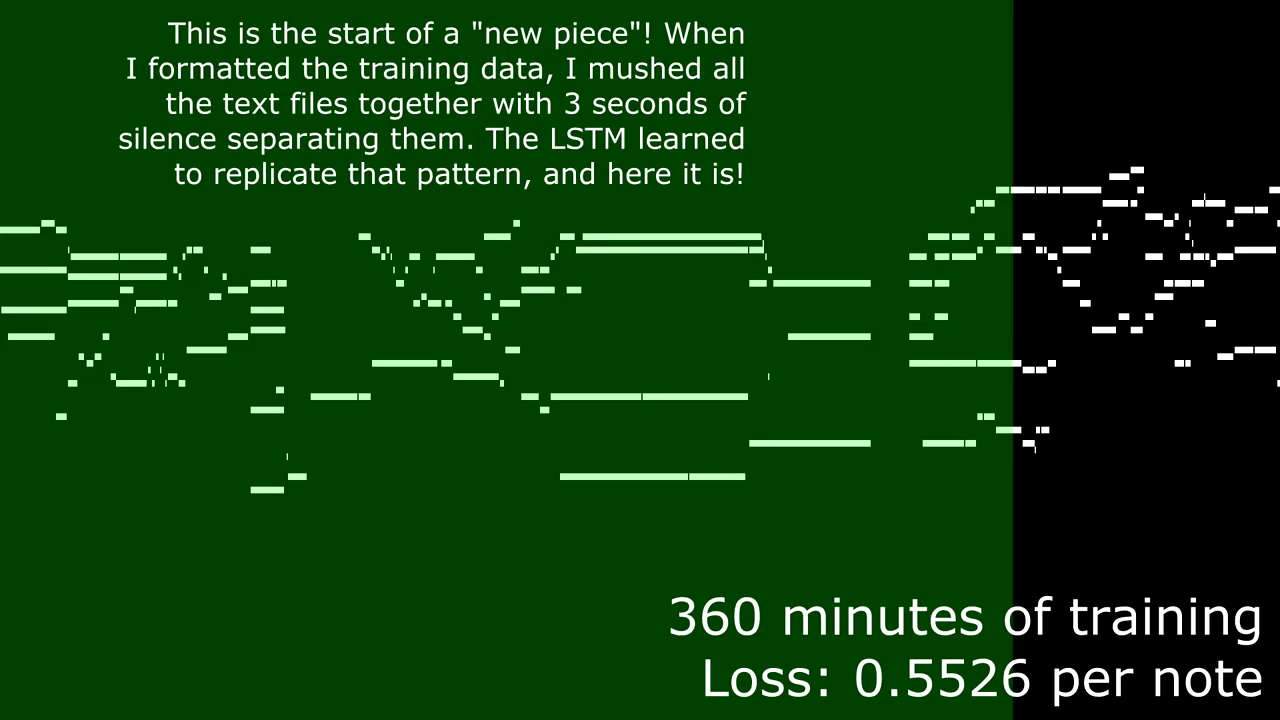 This is the start of a "new piece"! When
I formatted the training data, I mushed all
the text files together with 3 seconds of
silence separating them. The LSTM learned
to replicate that pattern, and here it is!
360 minutes of training
Loss: 0.5526 per note